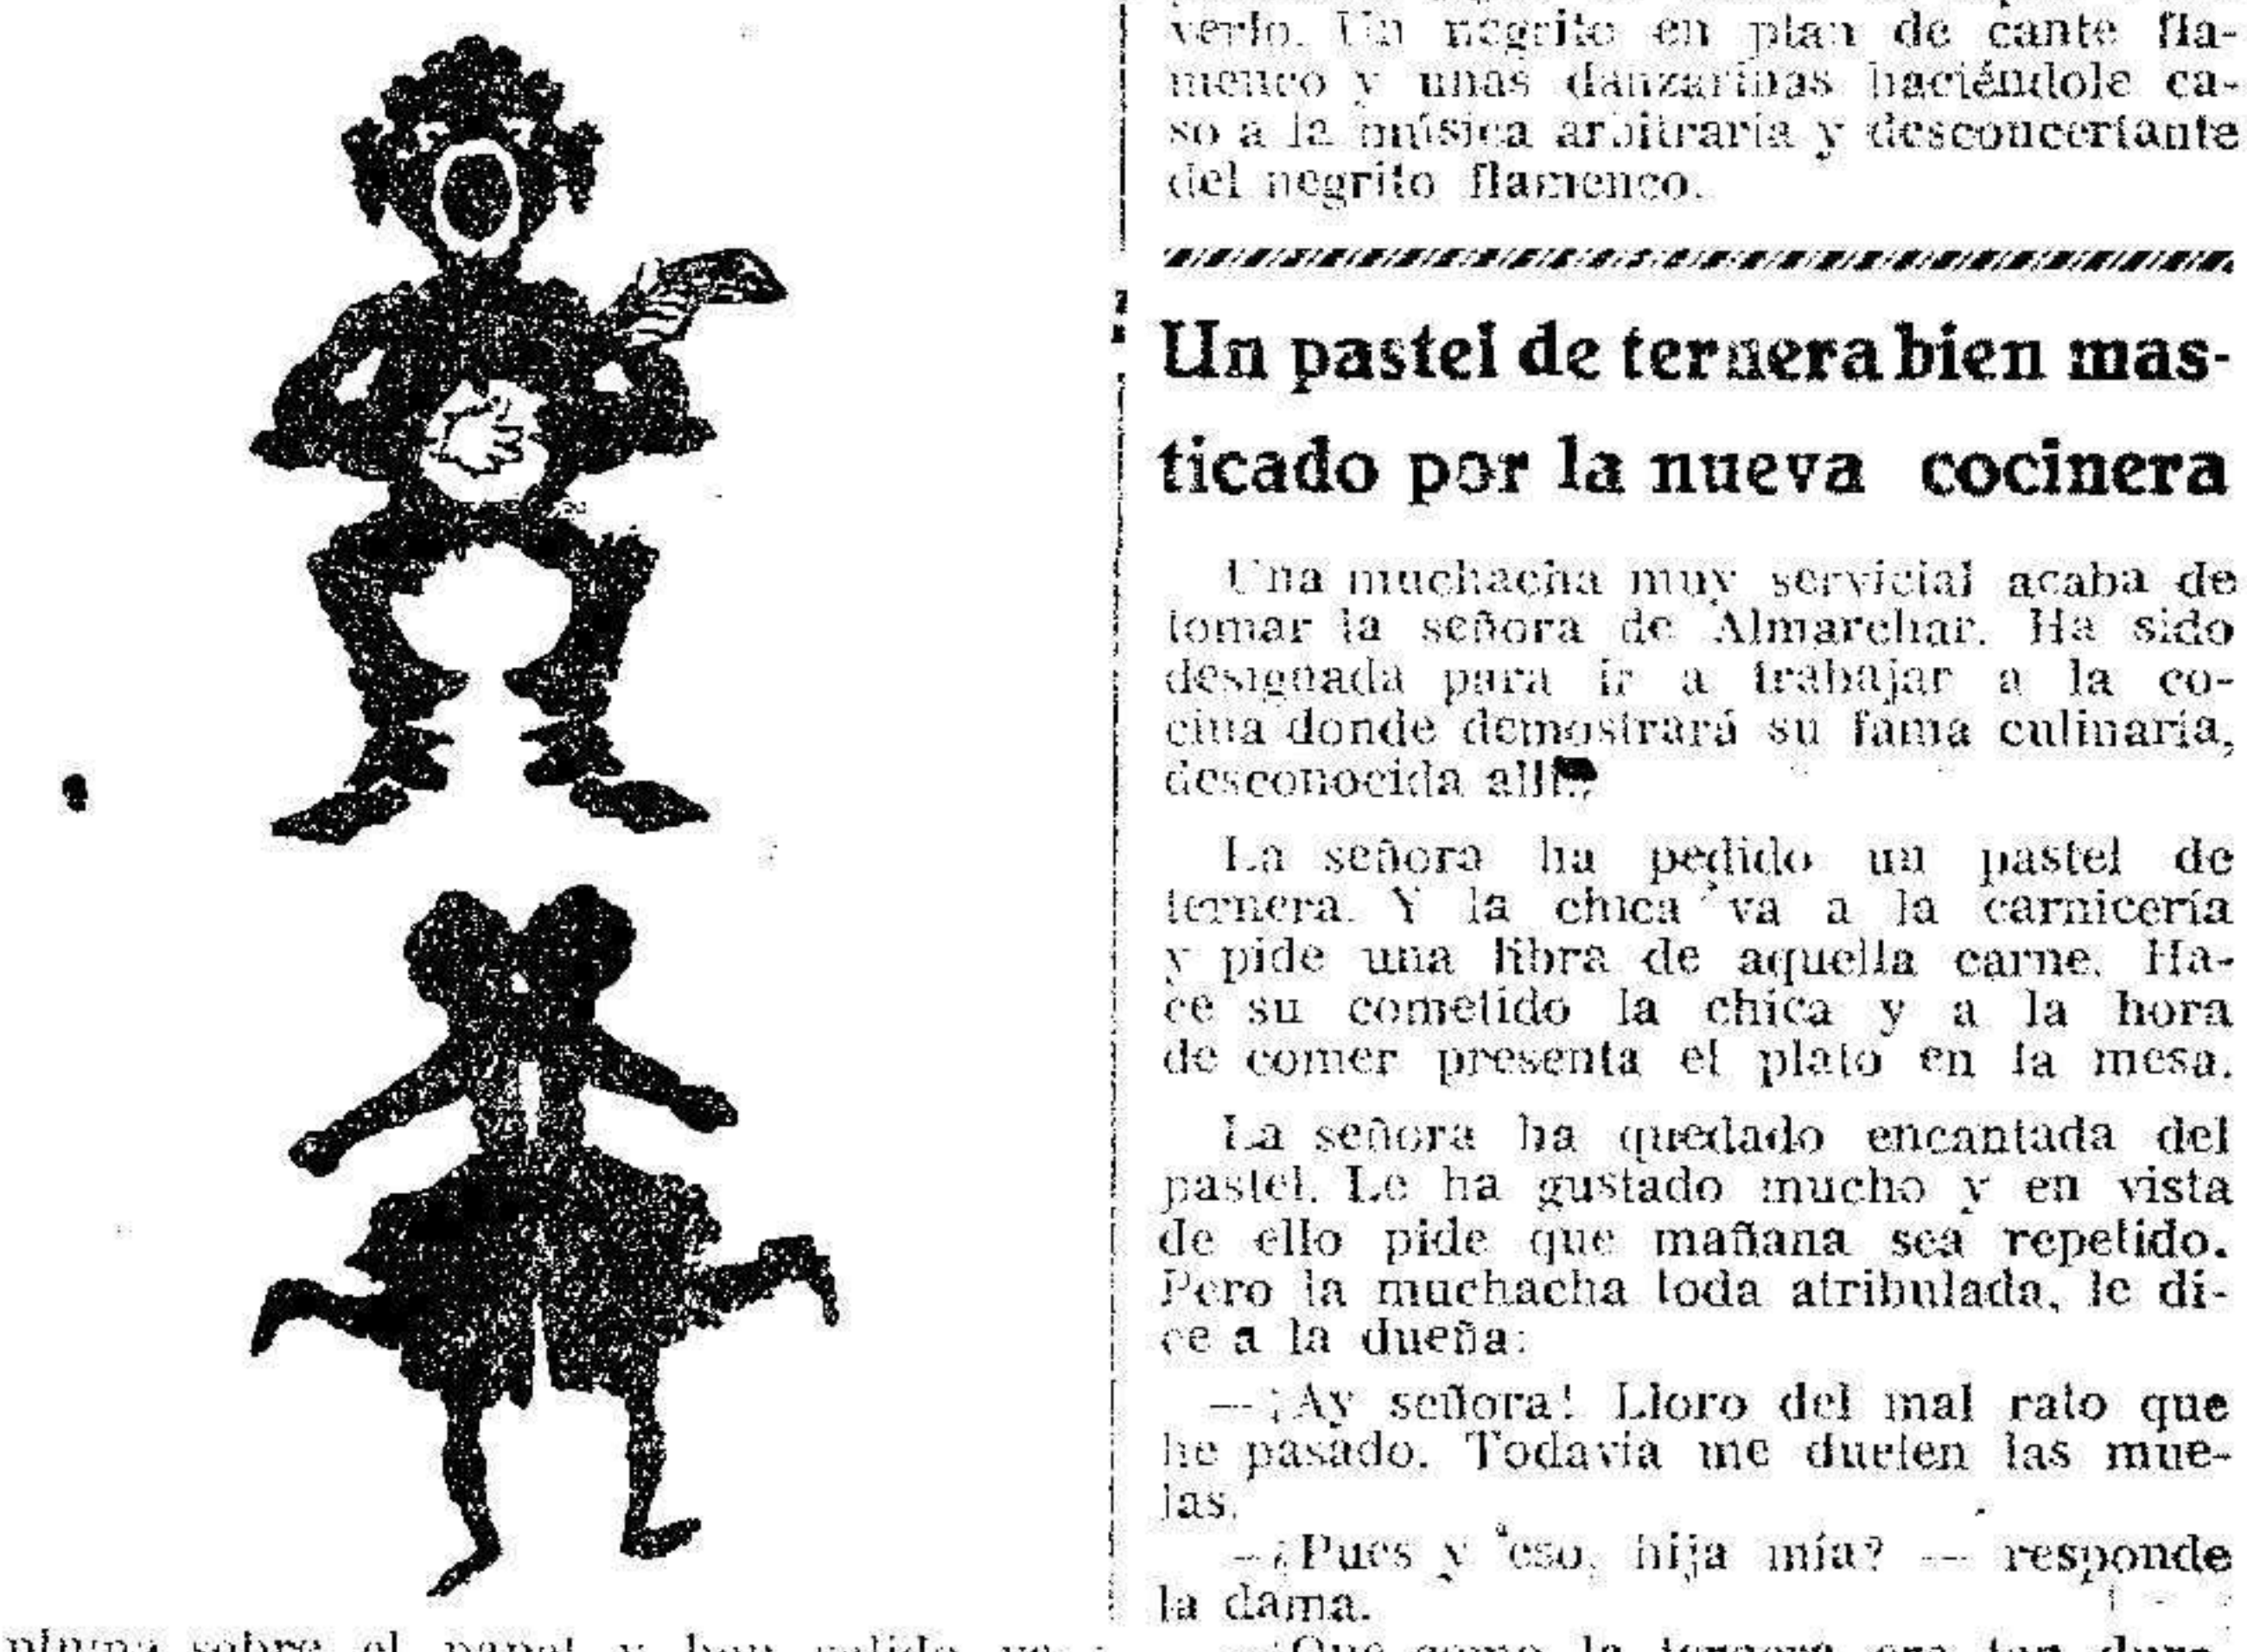 verlo. Un negrito en plan de cante fla-
menco y unas danzarinas haciéndole ca-
so a la música arbitraria y desconcertante
del negrito flamenco.
Un pastel de ternera bien mas-
ticado por la nueva cocinera
Una muchacha muy servicial acaba de
tomar la señora de Almarchar. Ha sido
designada para ir a trabajar a la co-
cina donde demostrará su fama culinaria,
desconocida allí.
La señora ha pedido un pastel de
ternera. Y la chica va a la carnicería
y pide una libra de aquella carne. Ha-
ce su cometido la chica y a la hora
de comer presenta el plato en la mesa.
La señora ha quedado encantada del
pastel. Le ha gustado mucho y en vista
de ello pide que mañana sea repetido.
Pero la muchacha toda atribulada, le di-
ce a la dueña:
—¡Ay señora! Lloro del mal rato que
he pasado. Todavía me duelen las mue-
las.
—¿Pues y eso, hija mía? — responde
la dama.
pluma sobre el papel y han salido
como la ternera era tan dura